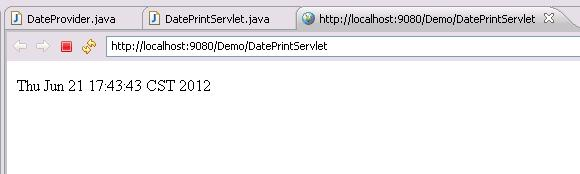 DateProvider.java DatePrintServlet.java http://localhost:9080/Demo/DatePrintServlet
http://localhost:9080/Demo/DatePrintServlet
Thu Jun 21 17:43:43 CST 2012